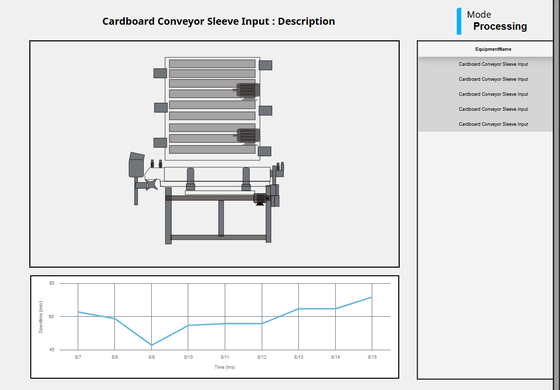 Cardboard Conveyor Sleeve Input : Description
Mode
Processing
EquipmentName
Cardboard Conveyor Sleeve Input
Cardboard Conveyor Sleeve Input
Cardboard Conveyor Sleeve Input
Cardboard Conveyor Sleeve Input
Cardboard Conveyor Sleeve Input
80
60
40
Downtime (min)
8/7 8/8 8/9 8/10 8/11 8/12 8/13 8/14 8/15
Time (hrs)